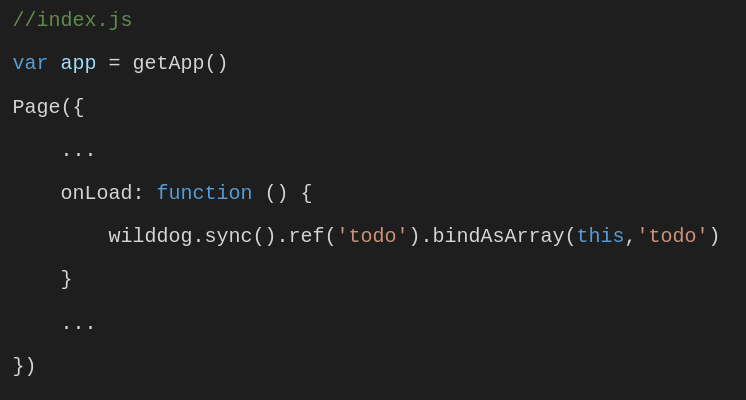 //index.js
var app = getApp()
Page({
    ...
    onLoad: function () {
        wilddog.sync().ref('todo').bindAsArray(this,'todo')
    }
    ...
})